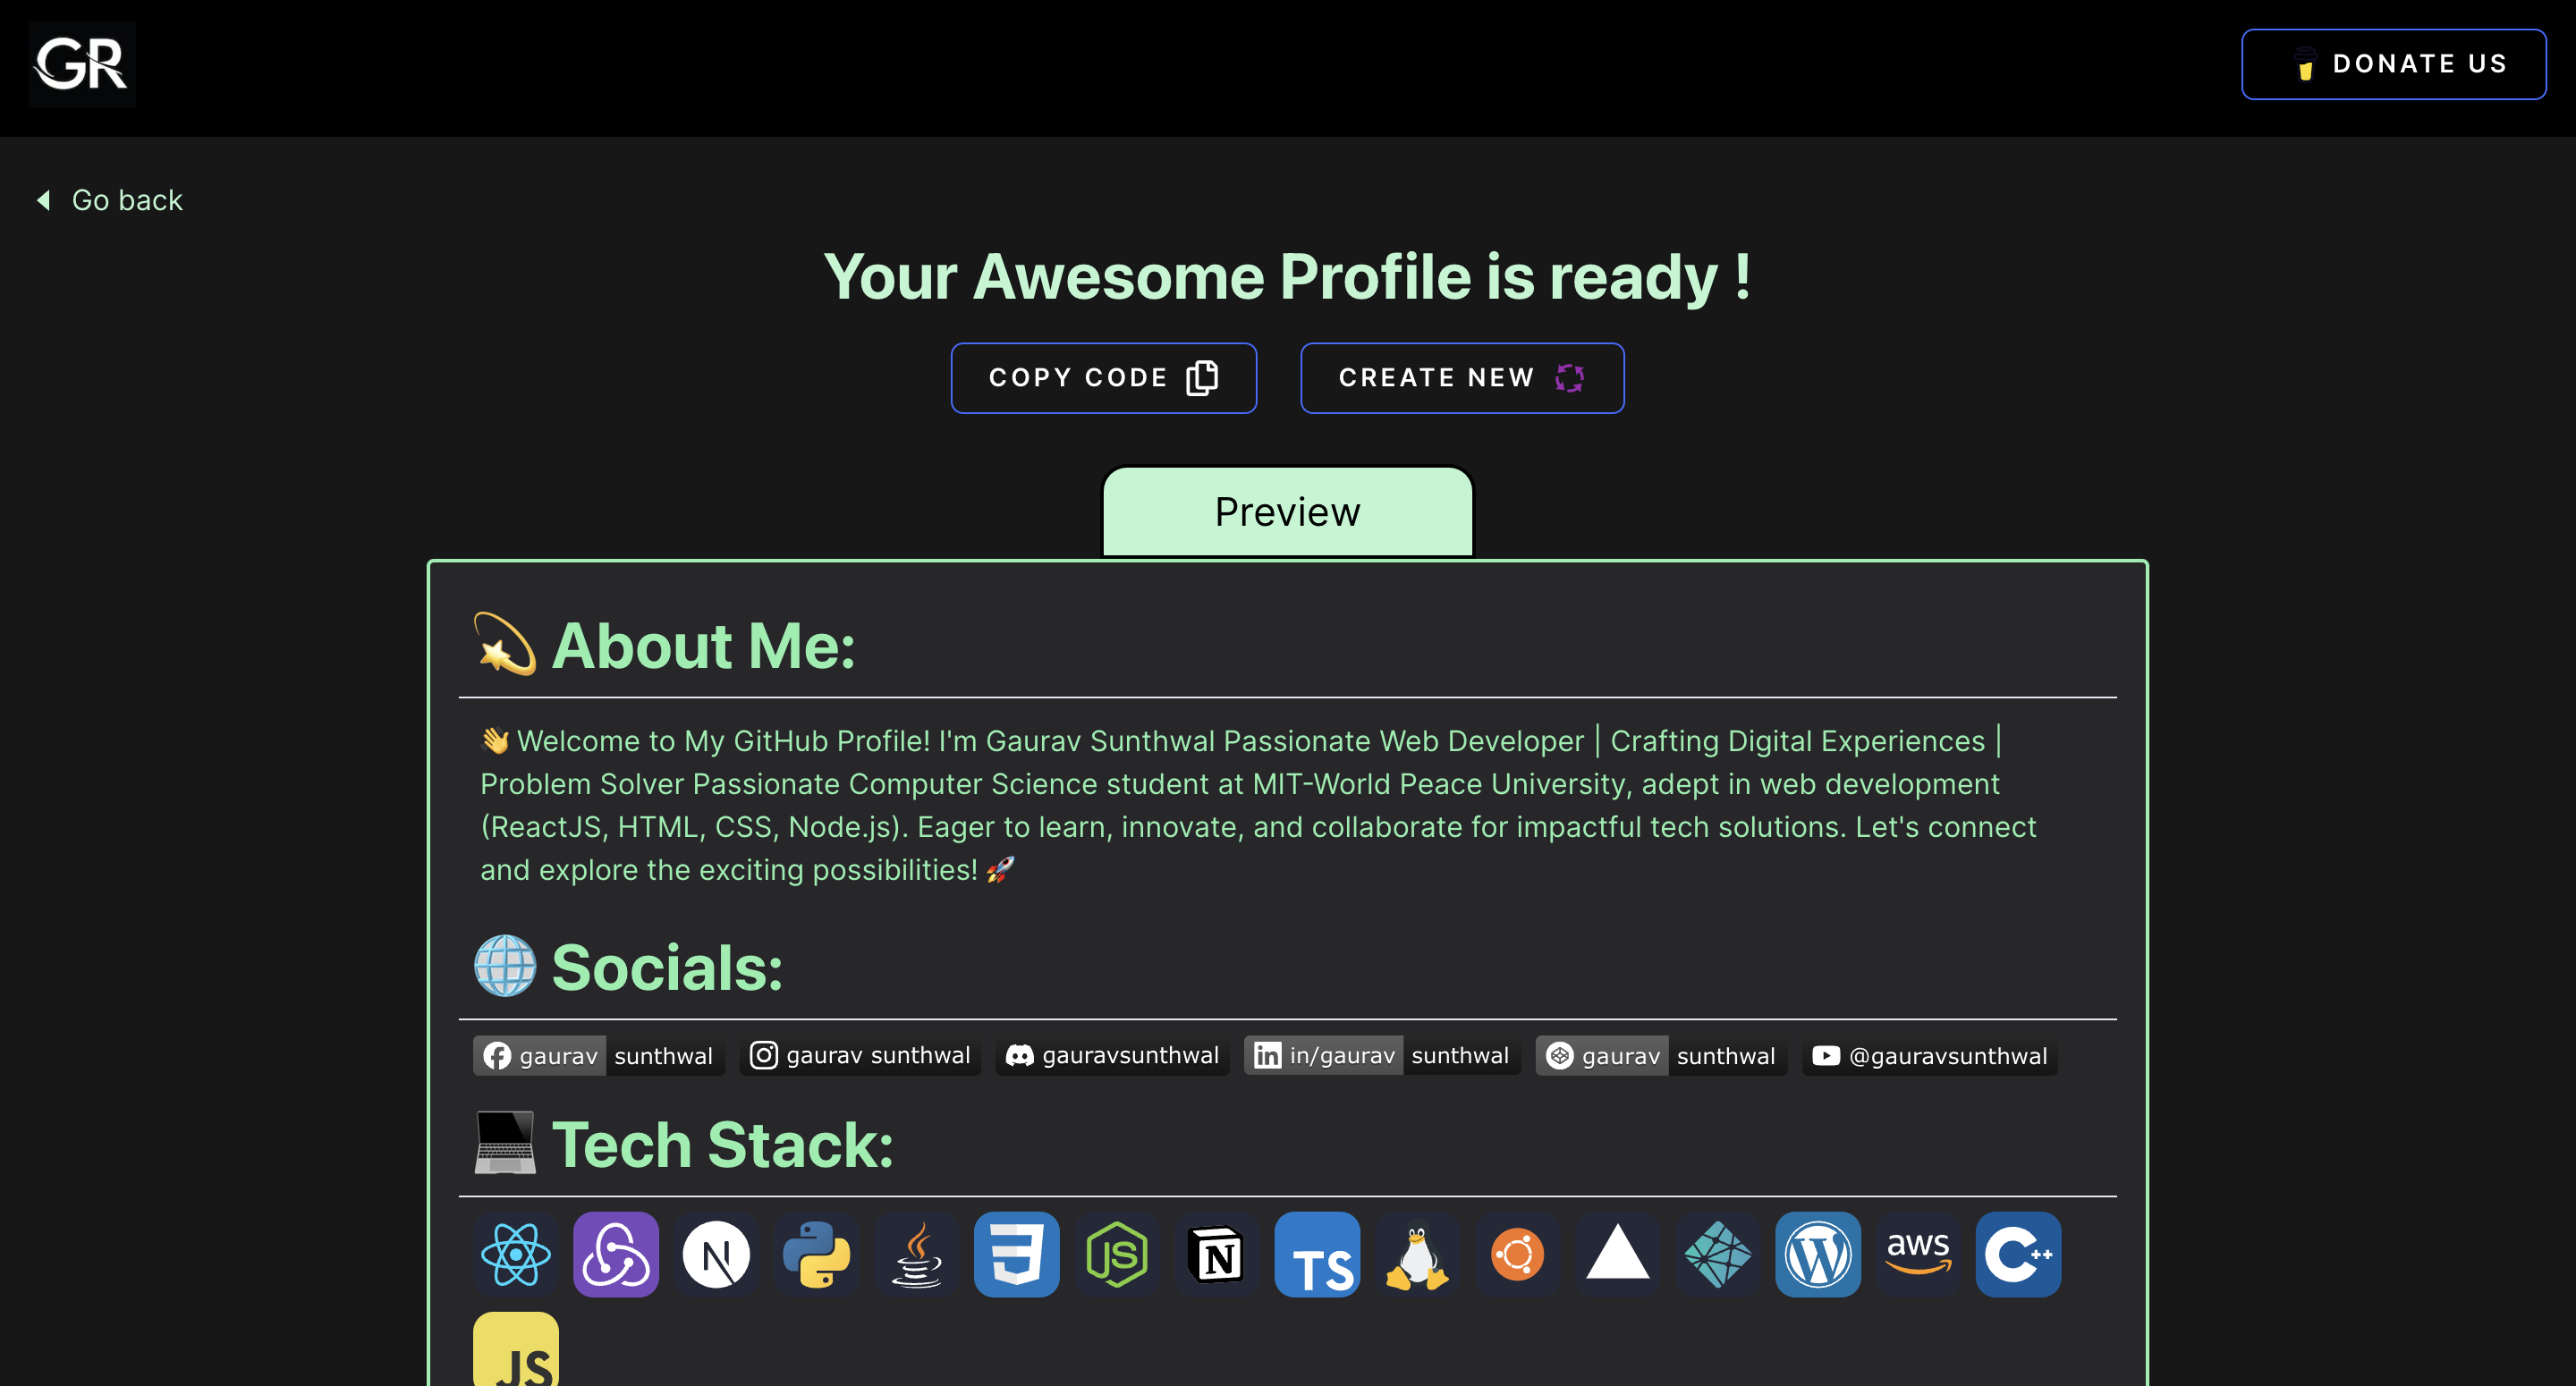 GR
DONATE US
Go back
Your Awesome Profile is ready !
COPY CODE
CREATE NEW
Preview
💫 About Me:
👋 Welcome to My GitHub Profile! I'm Gaurav Sunthwal Passionate Web Developer | Crafting Digital Experiences |
Problem Solver Passionate Computer Science student at MIT-World Peace University, adept in web development
(ReactJS, HTML, CSS, Node.js). Eager to learn, innovate, and collaborate for impactful tech solutions. Let's connect
and explore the exciting possibilities! 🚀
🌐 Socials:
gaurav sunthwal gaurav sunthwal gauravsunthwal in/gaurav sunthwal gaurav sunthwal @gauravsunthwal
💻 Tech Stack:
N JS N TS aws C++
JS